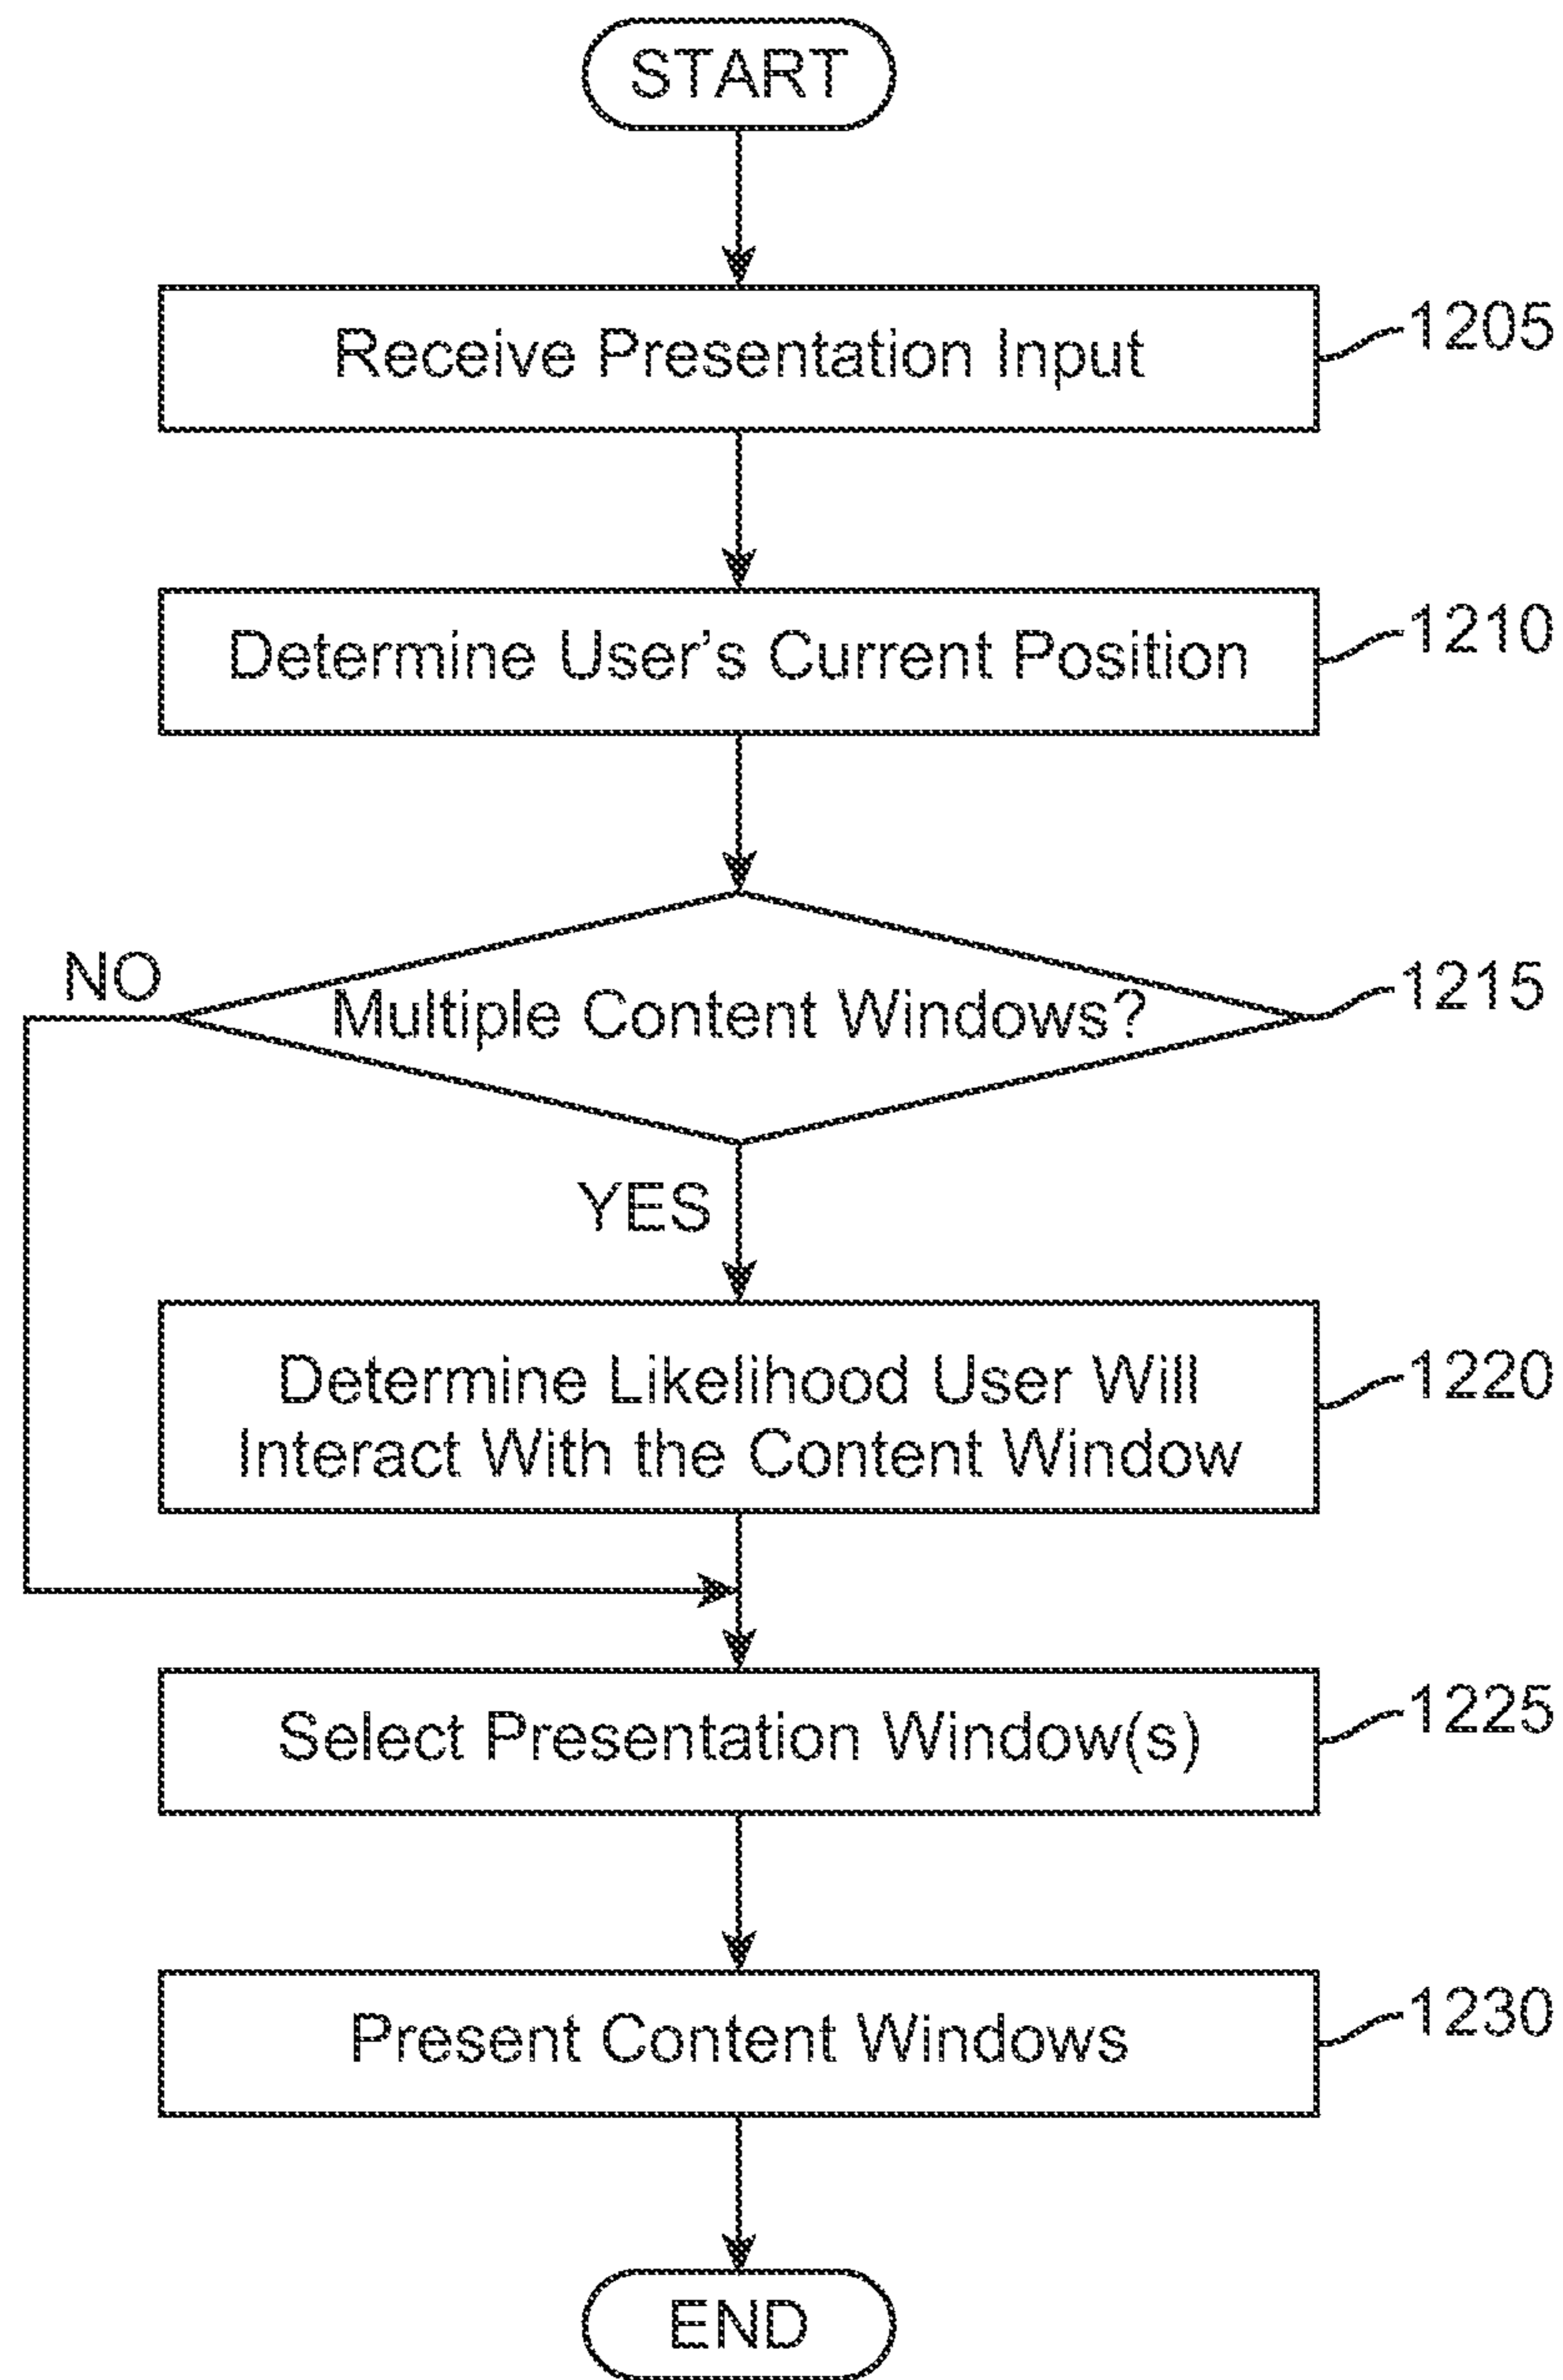 START
Receive Presentation Input
1205
Determine User's Current Position
1210
NO
Multiple Content Windows?
1215
YES
Determine Likelihood User Will
Interact With the Content Window
1220
Select Presentation Window(s)
1225
Present Content Windows
1230
END